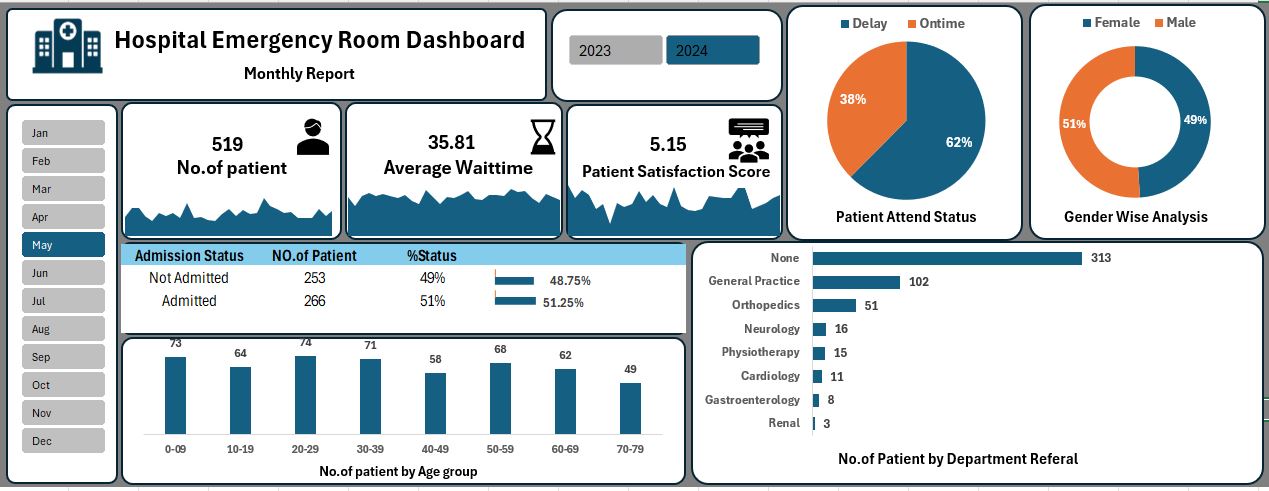 Hospital Emergency Room Dashboard
Monthly Report
2023
2024
Jan
Feb
Mar
Apr
May
Jun
Jul
Aug
Sep
Oct
Nov
Dec
519
No.of patient
35.81
Average Waittime
5.15
Patient Satisfaction Score
Delay Ontime
38%
62%
Patient Attend Status
Female Male
51%
49%
Gender Wise Analysis
Admission Status NO.of Patient %Status
Not Admitted 253 49% 48.75%
Admitted 266 51% 51.25%
73 64 74 71 58 68 62 49
0-09 10-19 20-29 30-39 40-49 50-59 60-69 70-79
No.of patient by Age group
None 313
General Practice 102
Orthopedics 51
Neurology 16
Physiotherapy 15
Cardiology 11
Gastroenterology 8
Renal 3
No.of Patient by Department Referal